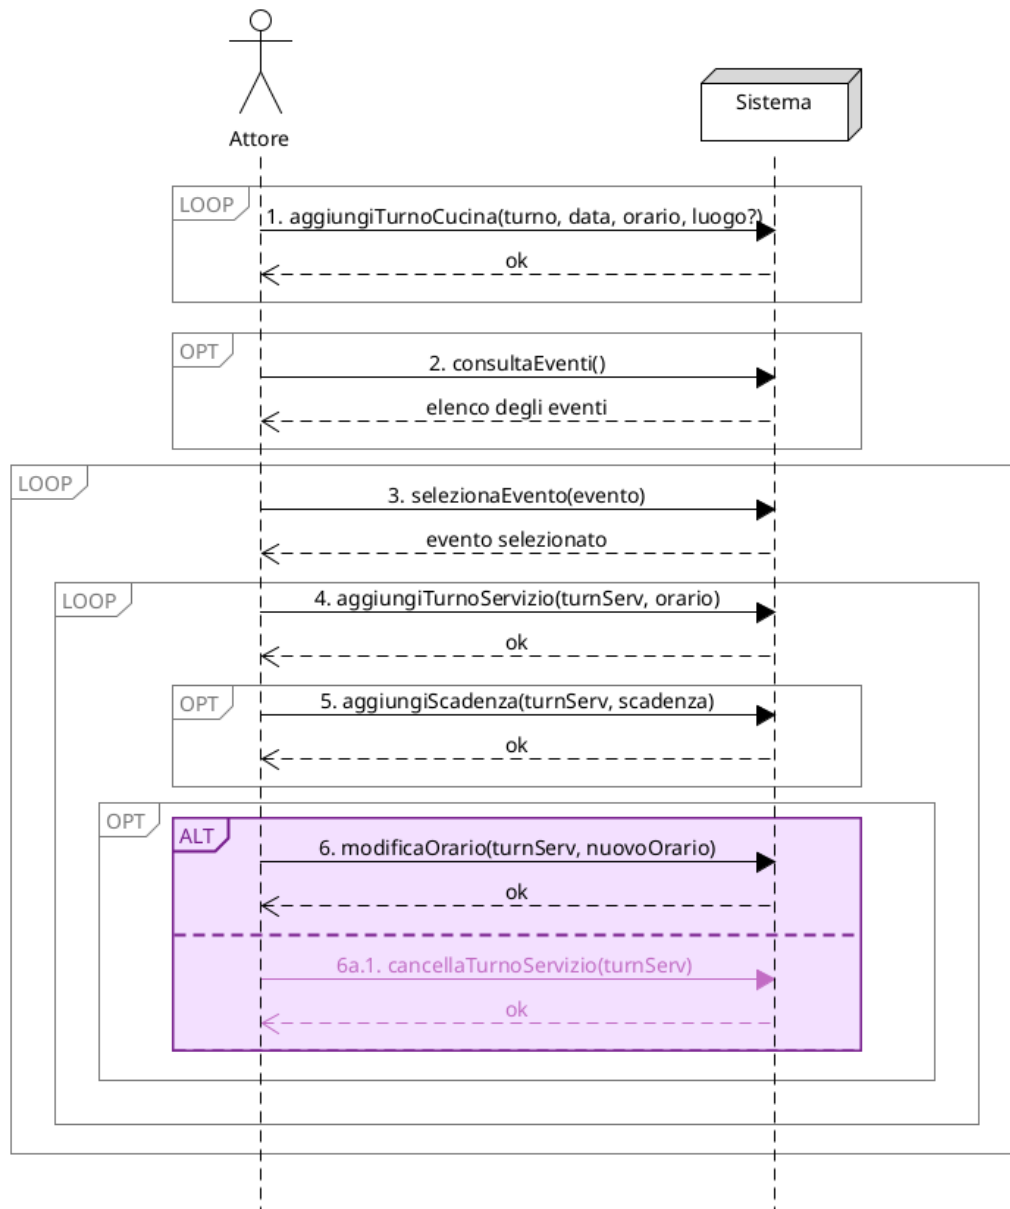 Attore
Sistema
LOOP
1. aggiungiTurnoCucina(turno, data, orario, luogo?)
ok
OPT
2. consultaEventi()
elenco degli eventi
LOOP
3. selezionaEvento(evento)
evento selezionato
LOOP
4. aggiungiTurnoServizio(turnServ, orario)
ok
OPT
5. aggiungiScadenza(turnServ, scadenza)
ok
OPT
ALT
6. modificaOrario(turnServ, nuovoOrario)
ok
6a.1. cancellaTurnoServizio(turnServ)
ok